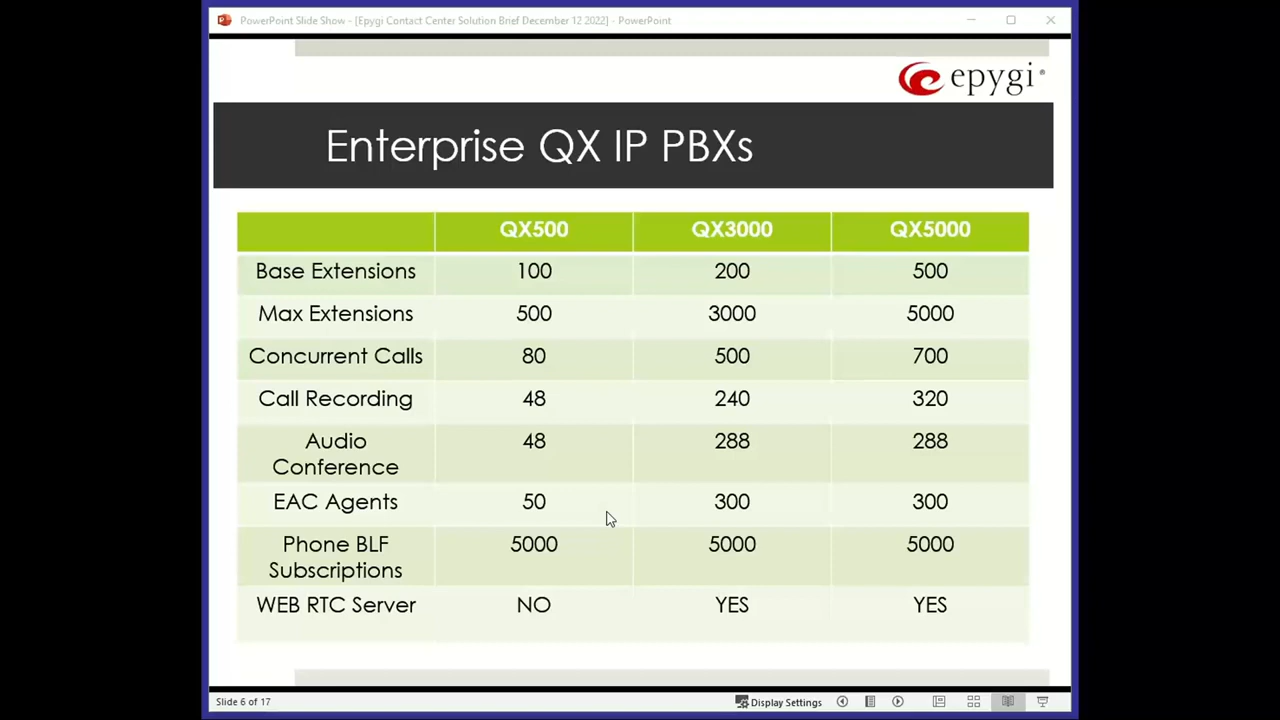 PowerPoint Slide Show - [Epygi Contact Center Solution Brief December 12 2022] - PowerPoint
epygi®
Enterprise QX IP PBXs
QX500 QX3000 QX5000
Base Extensions 100 200 500
Max Extensions 500 3000 5000
Concurrent Calls 80 500 700
Call Recording 48 240 320
Audio 48 288 288
Conference
EAC Agents 50 300 300
Phone BLF 5000 5000 5000
Subscriptions
WEB RTC Server NO YES YES
Slide 6 of 17 Display Settings